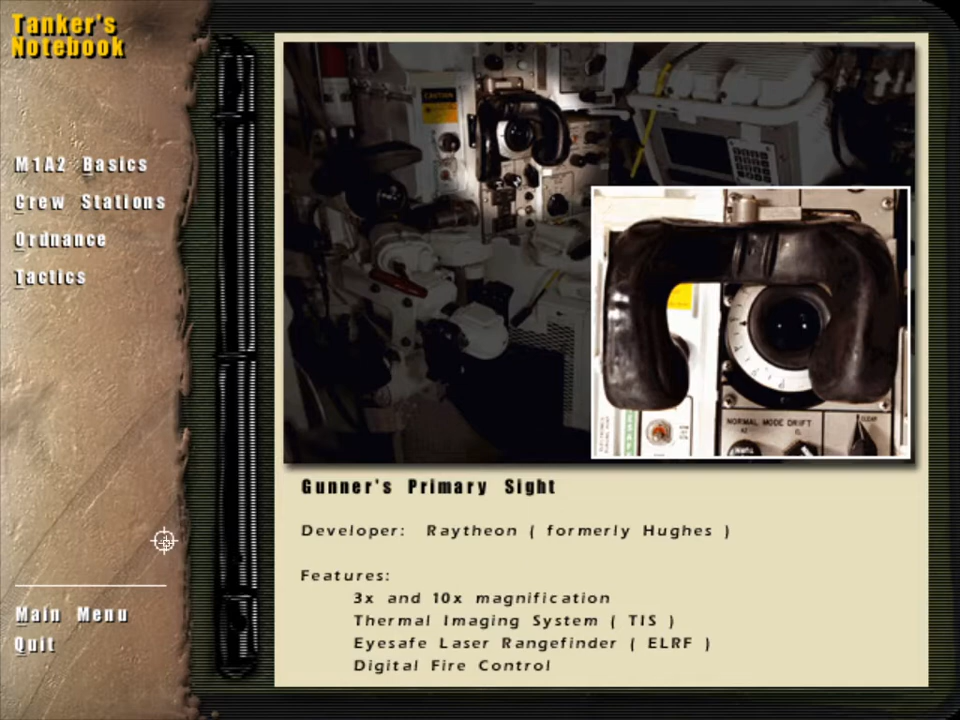 Tanker's
Notebook
M1A2 Basics
Crew Stations
Ordnance
Tactics
Main Menu
Quit
CAUTION
NORMAL MODE DRIFT
Gunner's Primary Sight
Developer: Raytheon ( formerly Hughes )
Features:
3x and 10x magnification
Thermal Imaging System ( TIS )
Eyesafe Laser Rangefinder ( ELRF )
Digital Fire Control